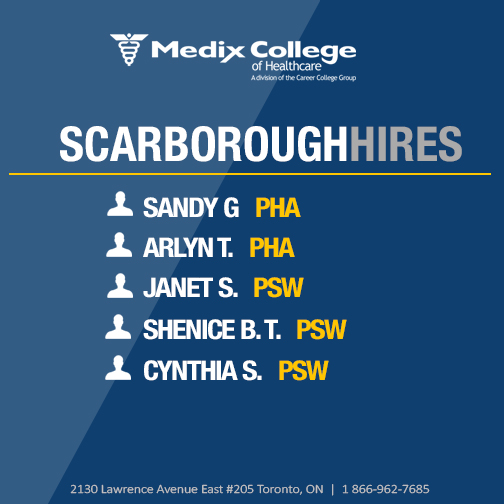 Medix College
of Healthcare
A division of the Career College Group
SCARBOROUGHHIRES
SANDY G PHA
ARLYN T. PHA
JANET S. PSW
SHENICE B. T. PSW
CYNTHIA S. PSW
2130 Lawrence Avenue East #205 Toronto, ON | 1 866-962-7685